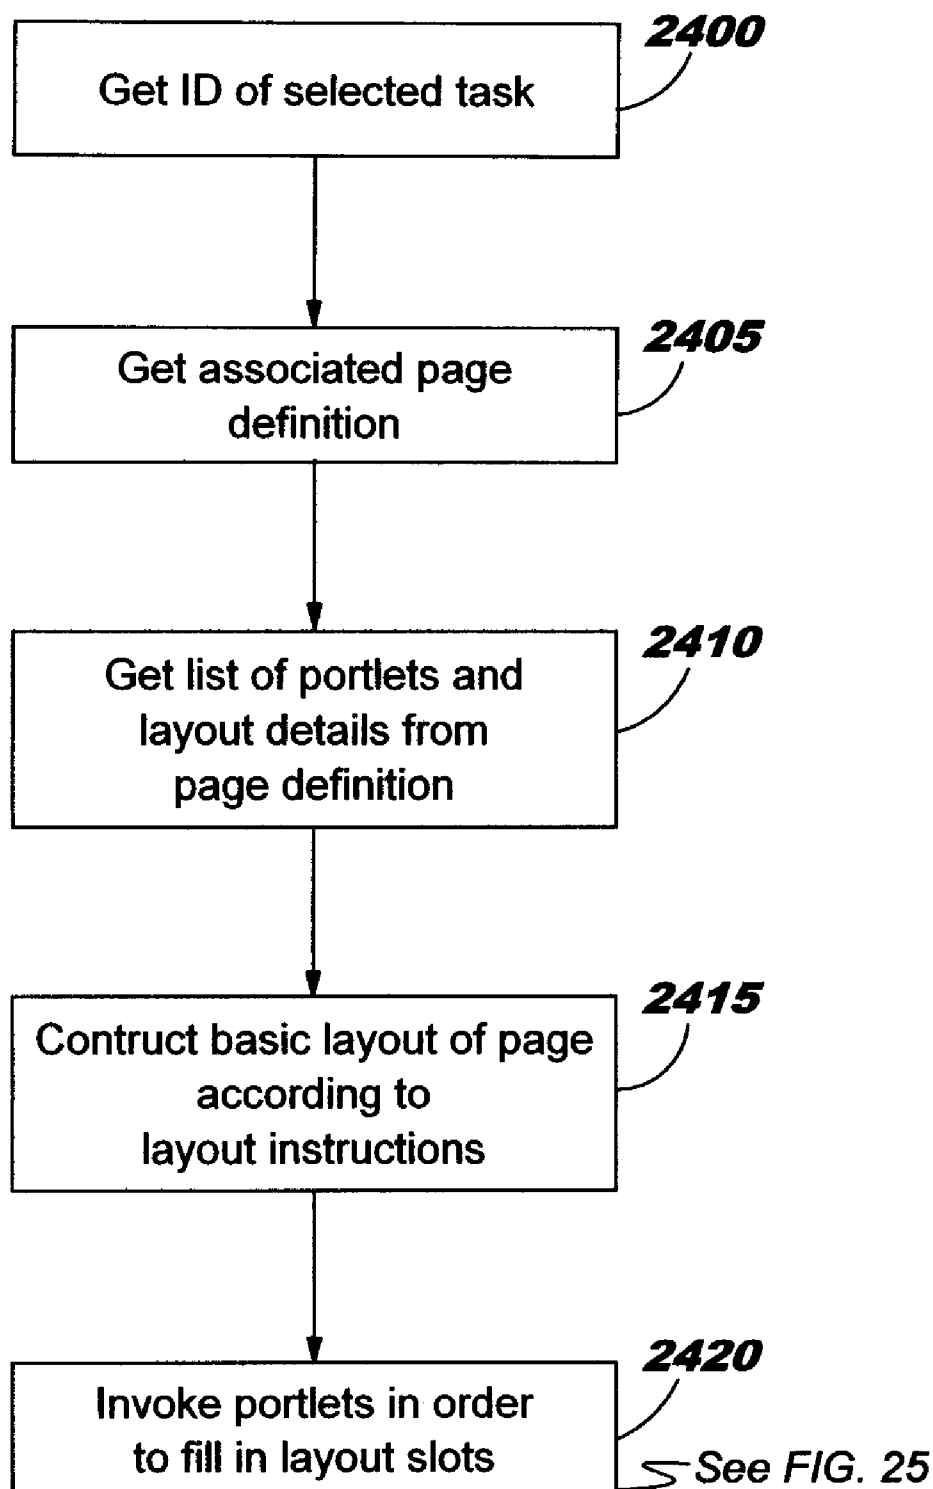 2400
Get ID of selected task
2405
Get associated page
definition
2410
Get list of portlets and
layout details from
page definition
2415
Contruct basic layout of page
according to
layout instructions
2420
Invoke portlets in order
to fill in layout slots
See FIG. 25